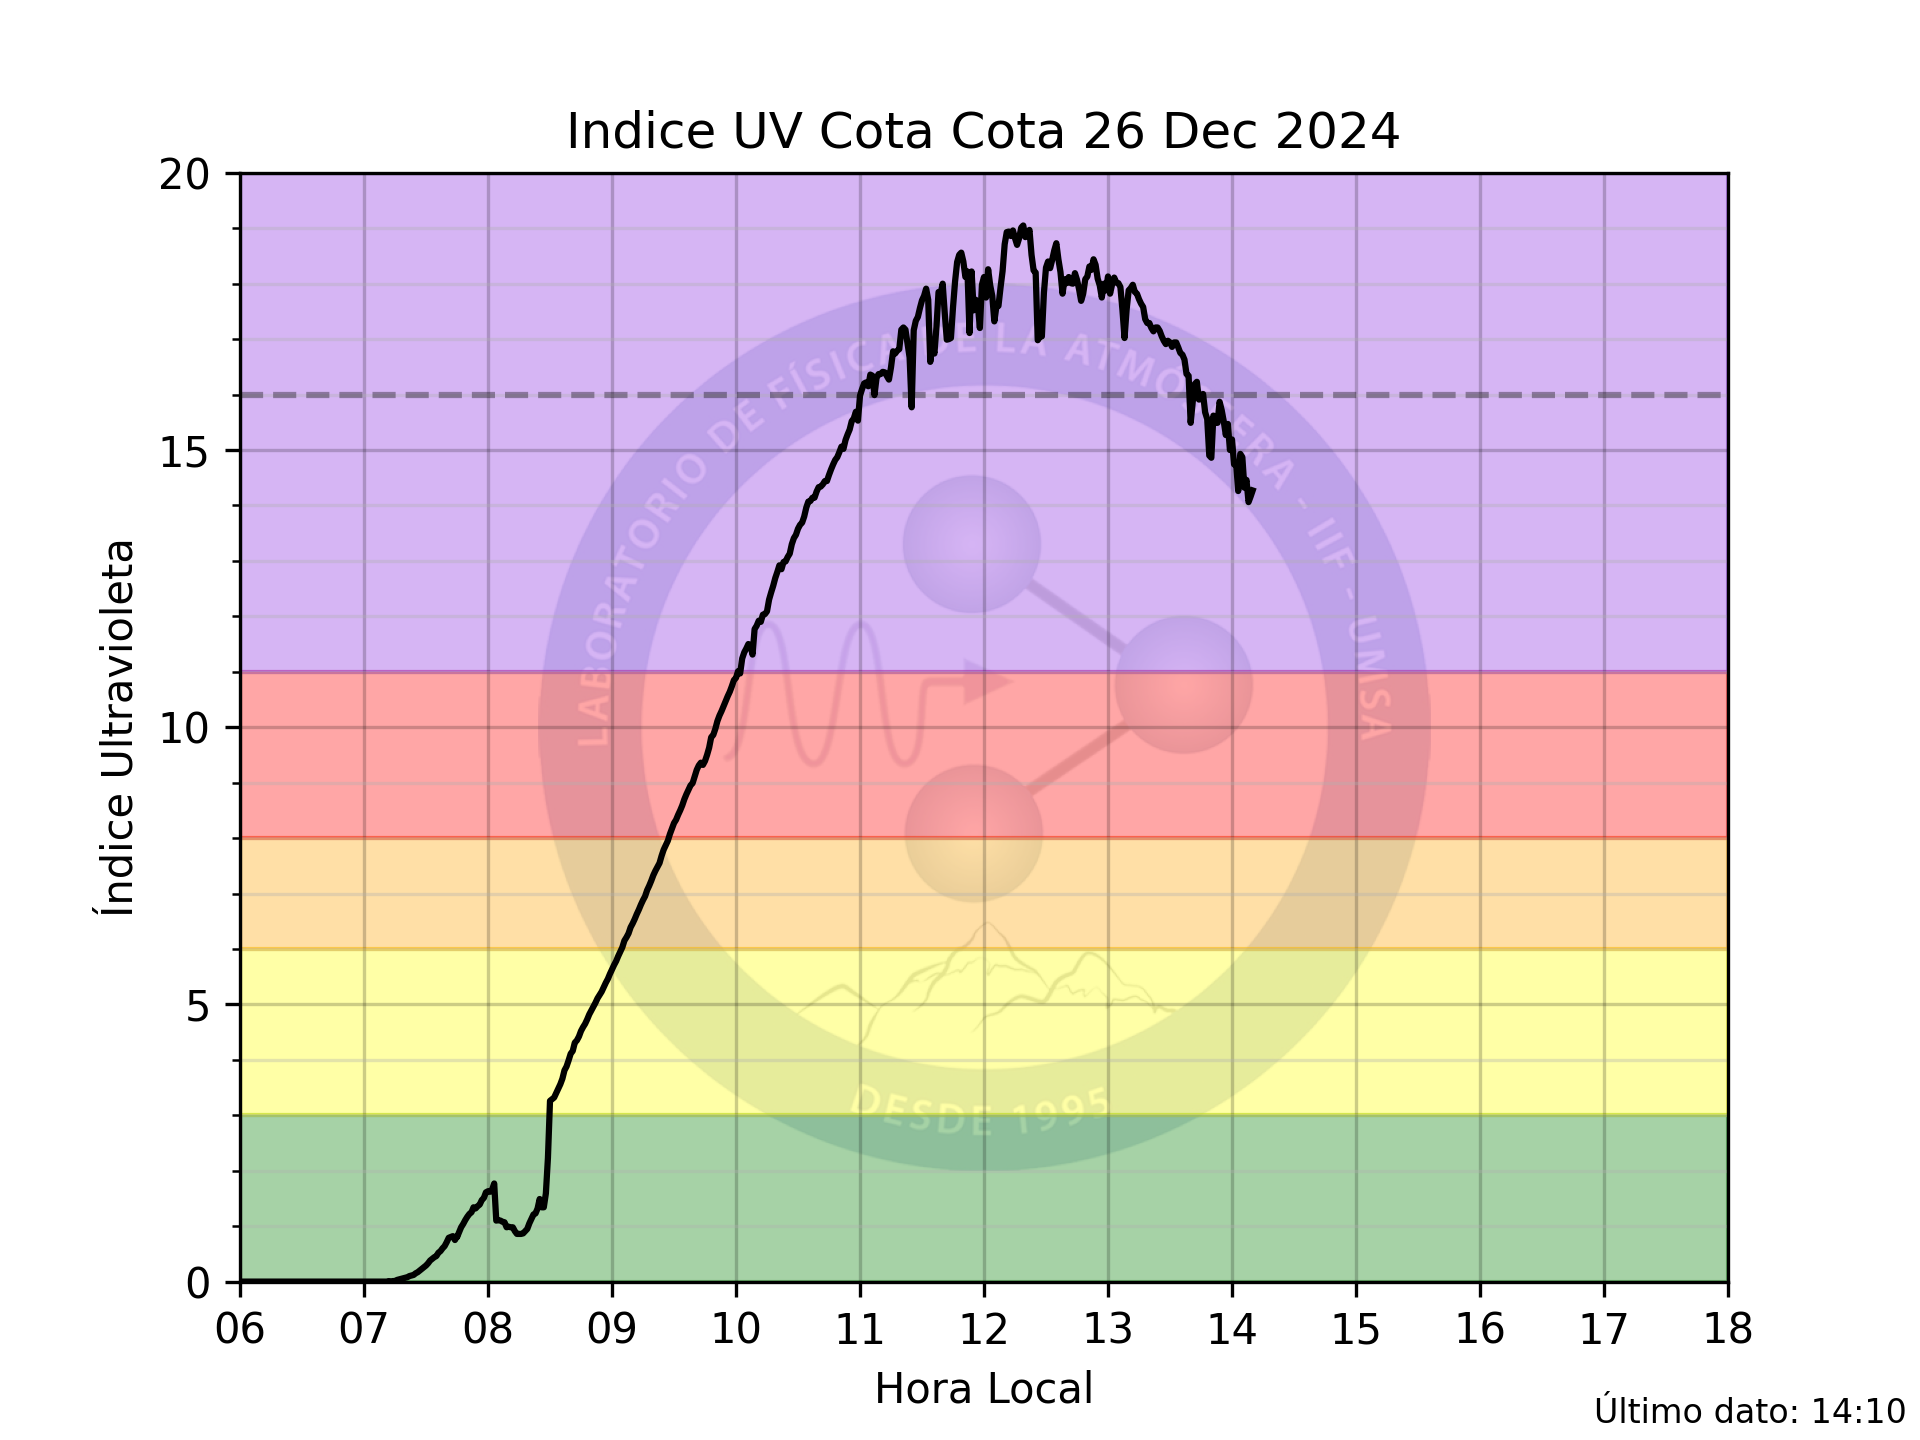 Indice UV Cota Cota 26 Dec 2024
20
15
10
5
0
Índice Ultravioleta
LABORATORIO DE FÍSICA DE LA ATMÓSFERA - IIF - UMSA
DESDE 1995
06 07 08 09 10 11 12 13 14 15 16 17 18
Hora Local
Último dato: 14:10